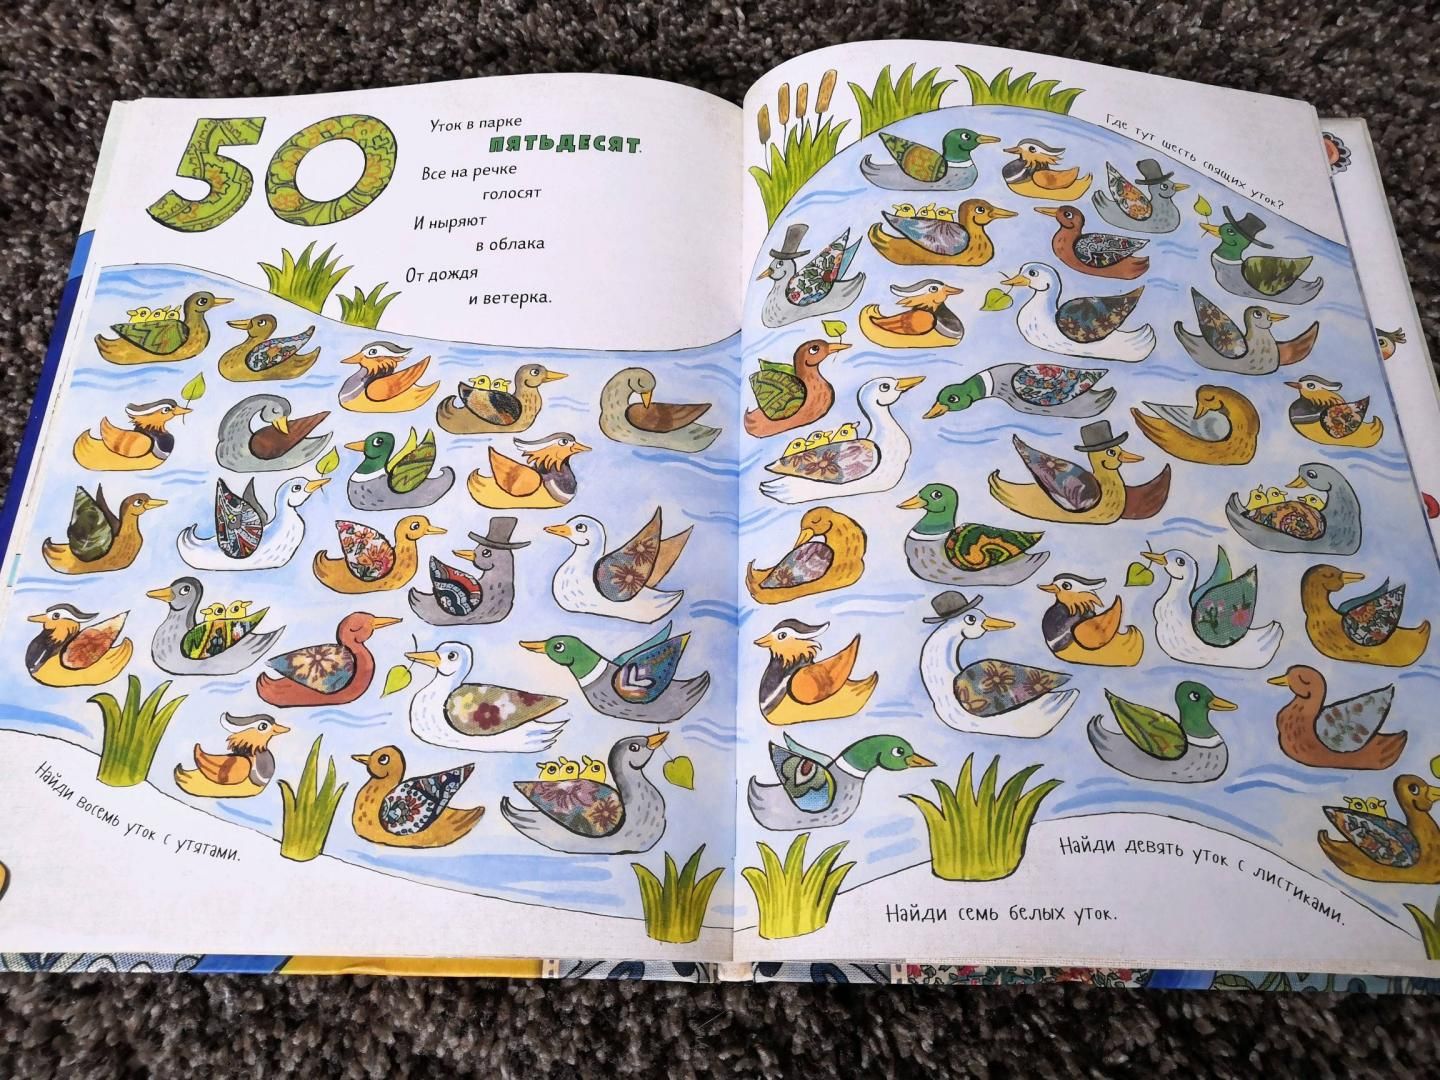 50
Уток в парке
ПЯТЬДЕСЯТ.
Все на речке
голосят
И ныряют
в облака
От дождя
и ветерка.
Найди восемь уток с утятами.
Где тут шесть спящих уток?
Найди девять уток с листиками.
Найди семь белых уток.